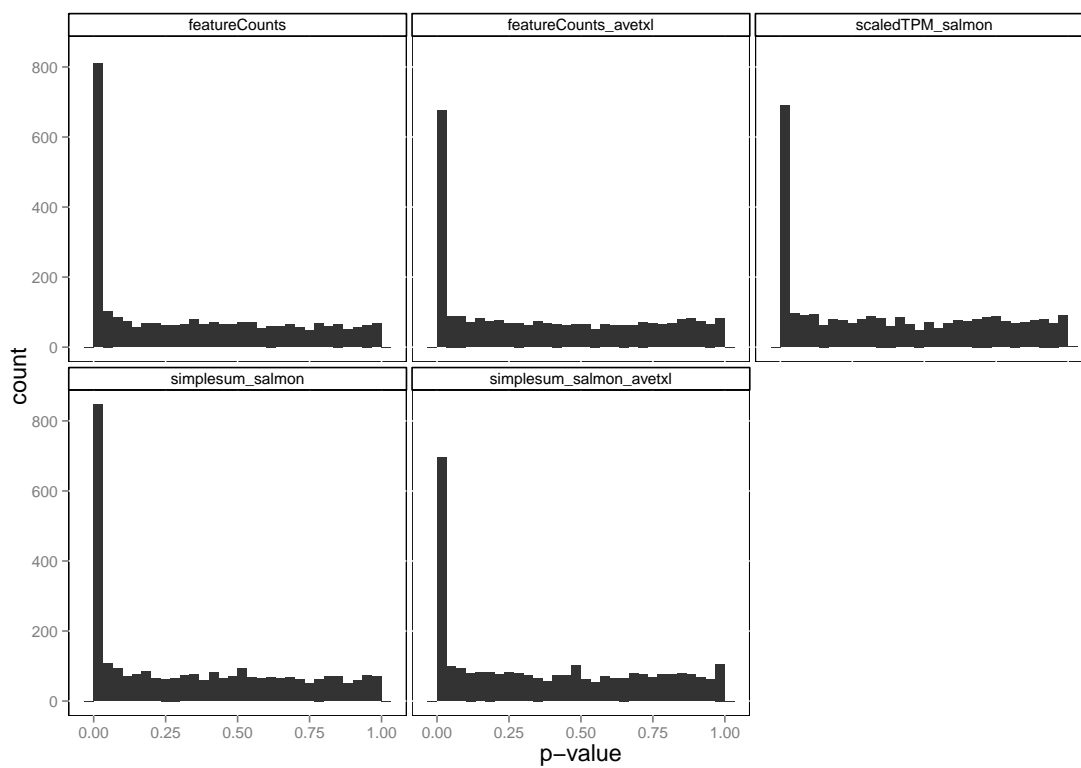 featureCounts featureCounts_avetxl scaledTPM_salmon
800
600
400
200
0
simplesum_salmon simplesum_salmon_avetxl
800
600
400
200
0
count
0.00 0.25 0.50 0.75 1.00 0.00 0.25 0.50 0.75 1.00
p−value